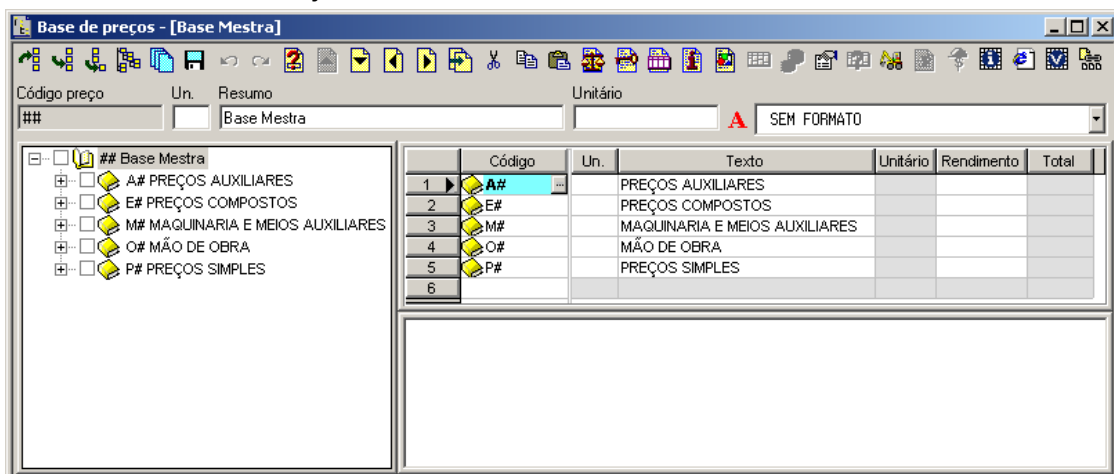 Base de preços - [Base Mestra]
Código preço Un. Resumo Unitário
## Base Mestra A SEM FORMATO
## Base Mestra
A# PREÇOS AUXILIARES
E# PREÇOS COMPOSTOS
M# MAQUINARIA E MEIOS AUXILIARES
O# MÃO DE OBRA
P# PREÇOS SIMPLES
Código Un. Texto Unitário Rendimento Total
1 A# ... PREÇOS AUXILIARES
2 E# PREÇOS COMPOSTOS
3 M# MAQUINARIA E MEIOS AUXILIARES
4 O# MÃO DE OBRA
5 P# PREÇOS SIMPLES
6